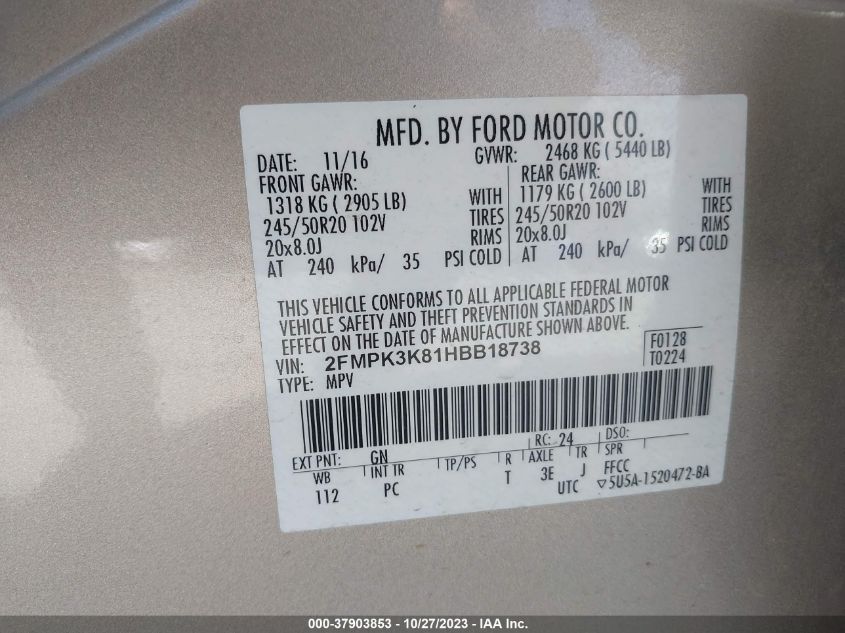 MFD. BY FORD MOTOR CO.
DATE: 11/16 GVWR: 2468 KG ( 5440 LB)
FRONT GAWR: REAR GAWR:
1318 KG ( 2905 LB) WITH 1179 KG ( 2600 LB) WITH
245/50R20 102V TIRES 245/50R20 102V TIRES
20x8.0J RIMS 20x8.0J RIMS
AT 240 kPa/ 35 PSI COLD AT 240 kPa/ 35 PSI COLD
THIS VEHICLE CONFORMS TO ALL APPLICABLE FEDERAL MOTOR
VEHICLE SAFETY AND THEFT PREVENTION STANDARDS IN
EFFECT ON THE DATE OF MANUFACTURE SHOWN ABOVE.
VIN: 2FMPK3K81HBB18738 F0128
TYPE: MPV T0224
EXT PNT: GN RC: 24 DSO:
WB INT TR TP/PS R AXLE TR SPR
112 PC T 3E J FFCC
UTC ▽5U5A-1520472-BA
000-37903853 | 10/27/2023 | IAA Inc.